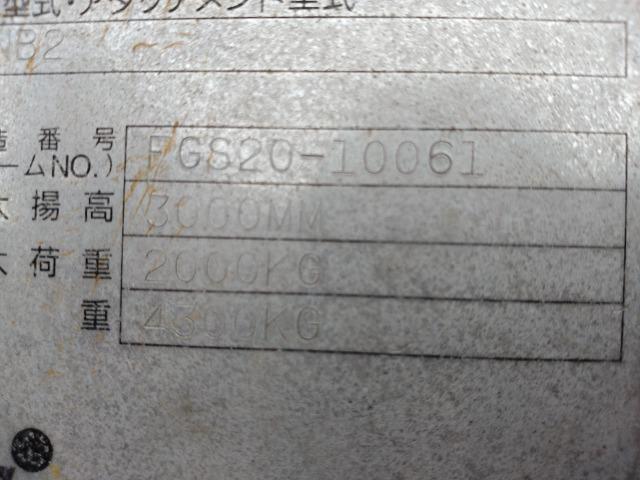 型式・アタッチメント型式
NB2
造番号
ームNO.) FGS20-10061
大揚高 3000MM
大荷重 2000KG
重 4300KG